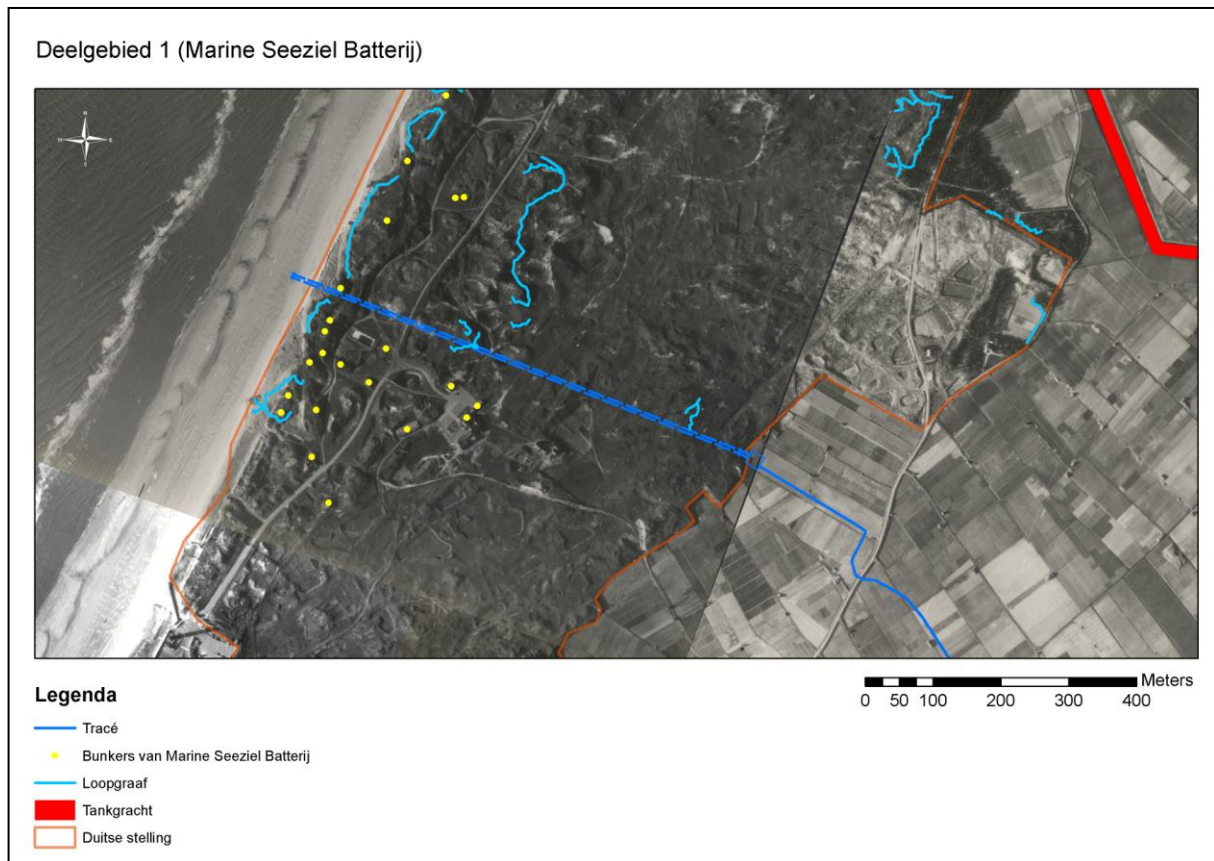 Deelgebied 1 (Marine Seeziel Batterij)
N
E
Meters
0 50 100 200 300 400
Legenda
Tracé
Bunkers van Marine Seeziel Batterij
Loopgraaf
Tankgracht
Duitse stelling